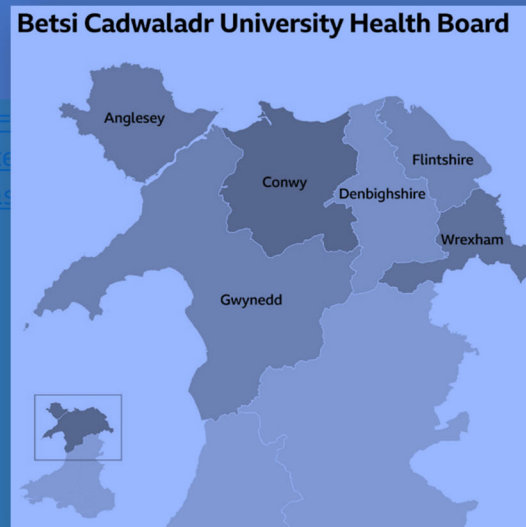 Betsi Cadwaladr University Health Board
Anglesey
Flintshire
Conwy
Denbighshire
Wrexham
Gwynedd